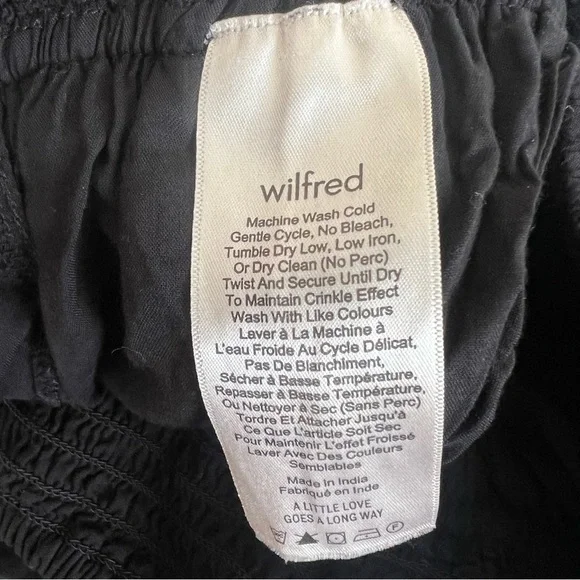 wilfred
Machine Wash Cold
Gentle Cycle, No Bleach,
Tumble Dry Low, Low Iron,
Or Dry Clean (No Perc)
Twist And Secure Until Dry
To Maintain Crinkle Effect
Wash With Like Colours
Laver à La Machine à
L'eau Froide Au Cycle Délicat,
Pas De Blanchiment,
Sécher à Basse Température,
Repasser à Basse Température,
Ou Nettoyer à Sec (Sans Perc)
Tordre Et Attacher Jusqu'à
Ce Que L'article Soit Sec
Pour Maintenir L'effet Froissé
Laver Avec Des Couleurs
Semblables
Made in India
Fabriqué en Inde
A LITTLE LOVE
GOES A LONG WAY
F